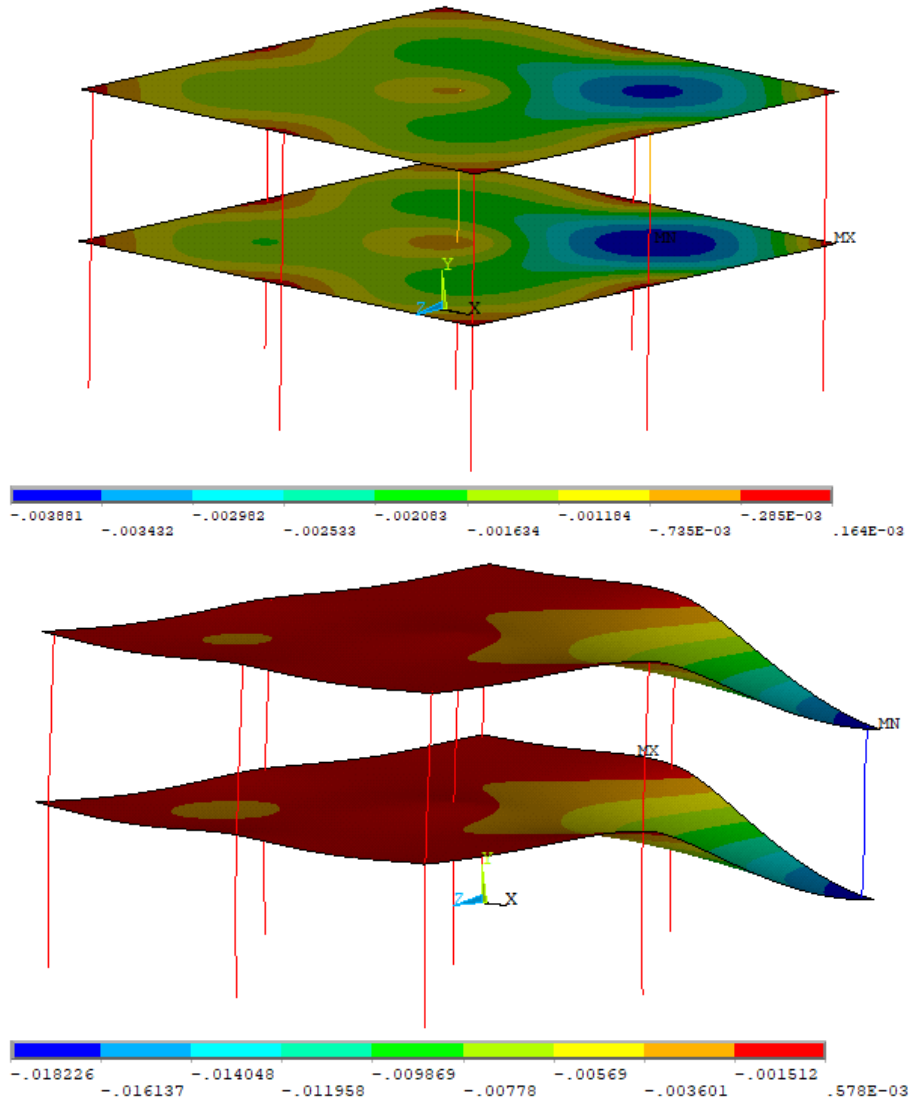 MN MX
Y
Z X
-.003881 -.002982 -.002083 -.001184 -.285E-03
-.003432 -.002533 -.001634 -.735E-03 .164E-03
MN
MX
Y
Z X
-.018226 -.014048 -.009869 -.00569 -.001512
-.016137 -.011958 -.00778 -.003601 .578E-03